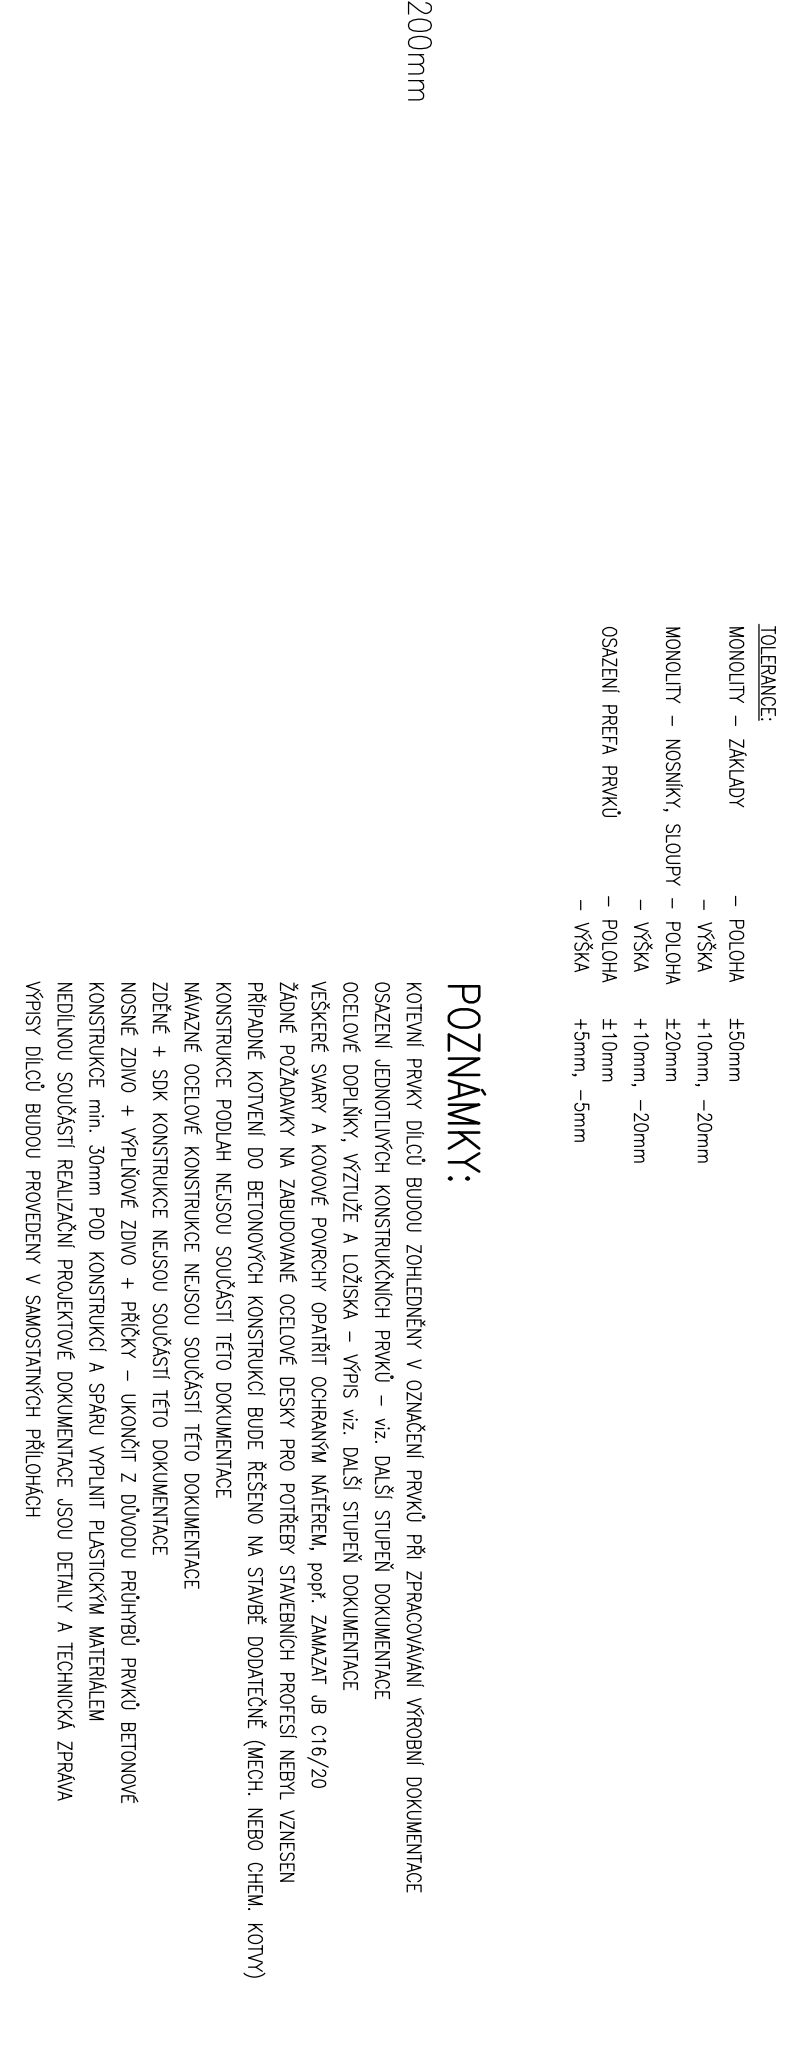 TOLERANCE:
MONOLITY – ZÁKLADY – POLOHA ±50mm
– VÝŠKA +10mm, –20mm
MONOLITY – NOSNÍKY, SLOUPY – POLOHA ±20mm
– VÝŠKA +10mm, –20mm
OSAZENÍ PREFA PRVKŮ – POLOHA ±10mm
– VÝŠKA +5mm, –5mm
POZNÁMKY:
200mm
KOTEVNÍ PRVKY DÍLCŮ BUDOU ZOHLEDNĚNY V OZNAČENÍ PRVKŮ PŘI ZPRACOVÁVÁNÍ VÝROBNÍ DOKUMENTACE
OSAZENÍ JEDNOTLIVÝCH KONSTRUKČNÍCH PRVKŮ – viz. DALŠÍ STUPEŇ DOKUMENTACE
OCELOVÉ DOPLŇKY, VÝZTUŽE A LOŽISKA – VÝPIS viz. DALŠÍ STUPEŇ DOKUMENTACE
VEŠKERÉ SVARY A KOVOVÉ POVRCHY OPATŘIT OCHRANÝM NÁTĚREM, popř. ZAMAZAT JB C16/20
ŽÁDNÉ POŽADAVKY NA ZABUDOVANÉ OCELOVÉ DESKY PRO POTŘEBY STAVEBNÍCH PROFESÍ NEBYL VZNESEN
PŘÍPADNÉ KOTVENÍ DO BETONOVÝCH KONSTRUKCÍ BUDE ŘEŠENO NA STAVBĚ DODATEČNĚ (MECH. NEBO CHEM. KOTVY)
KONSTRUKCE PODLAH NEJSOU SOUČÁSTÍ TÉTO DOKUMENTACE
NÁVAZNÉ OCELOVÉ KONSTRUKCE NEJSOU SOUČÁSTÍ TÉTO DOKUMENTACE
ZDĚNÉ + SDK KONSTRUKCE NEJSOU SOUČÁSTÍ TÉTO DOKUMENTACE
NOSNÉ ZDIVO + VÝPLŇOVÉ ZDIVO + PŘÍČKY – UKONČIT Z DŮVODU PRŮHYBŮ PRVKŮ BETONOVÉ
KONSTRUKCE min. 30mm POD KONSTRUKCÍ A SPÁRU VYPLNIT PLASTICKÝM MATERIÁLEM
NEDÍLNOU SOUČÁSTÍ REALIZAČNÍ PROJEKTOVÉ DOKUMENTACE JSOU DETAILY A TECHNICKÁ ZPRÁVA
VÝPISY DÍLCŮ BUDOU PROVEDENY V SAMOSTATNÝCH PŘÍLOHÁCH